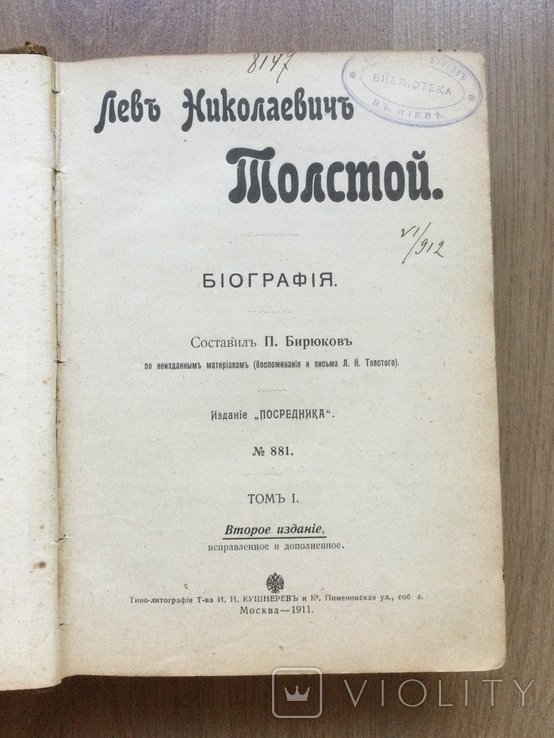 8147
БИБЛІОТЕКА
ВЪ КІЕВѢ
Левъ Николаевичъ
Толстой.
VI/912
БІОГРАФІЯ.
Составилъ П. Бирюковъ
по неизданнымъ матеріаламъ (Воспоминанія и письма Л. Н. Толстого).
Изданіе „ПОСРЕДНИКА“.
№ 881.
ТОМЪ I.
Второе изданіе,
исправленное и дополненное.
Типо-литографія Т-ва И. Н. КУШНЕРЕВЪ и Кº. Пименовская ул., соб д.
Москва—1911.
VIOLITY